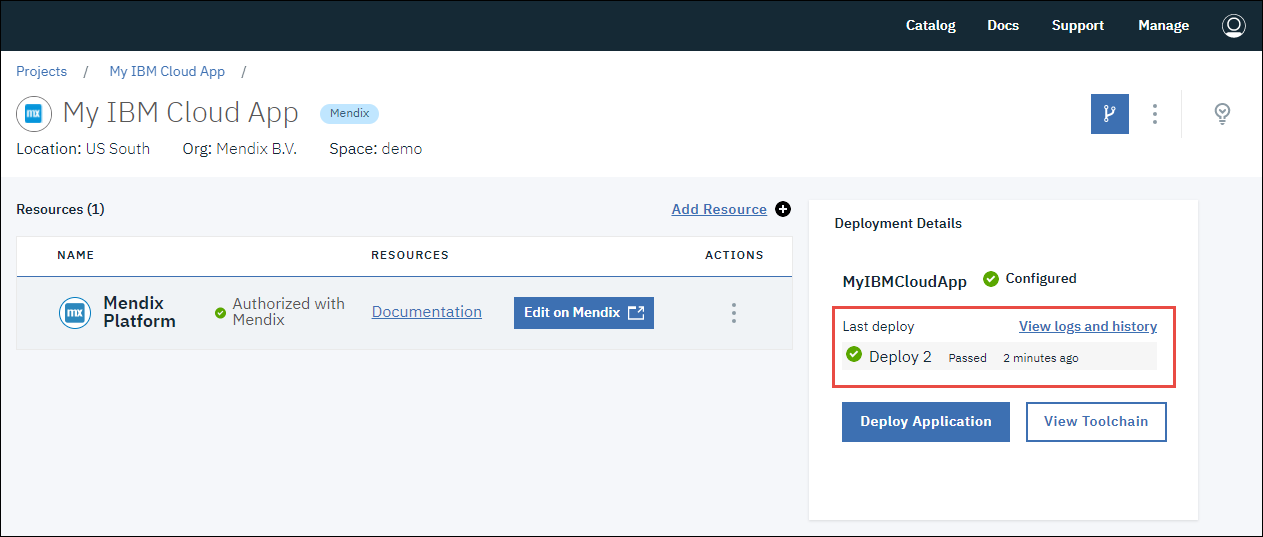 Catalog Docs Support Manage
Projects / My IBM Cloud App /
mx My IBM Cloud App Mendix
Location: US South Org: Mendix B.V. Space: demo
Resources (1) Add Resource
NAME RESOURCES ACTIONS
mx Mendix Platform Authorized with Mendix Documentation Edit on Mendix
Deployment Details
MyIBMCloudApp Configured
Last deploy View logs and history
Deploy 2 Passed 2 minutes ago
Deploy Application View Toolchain